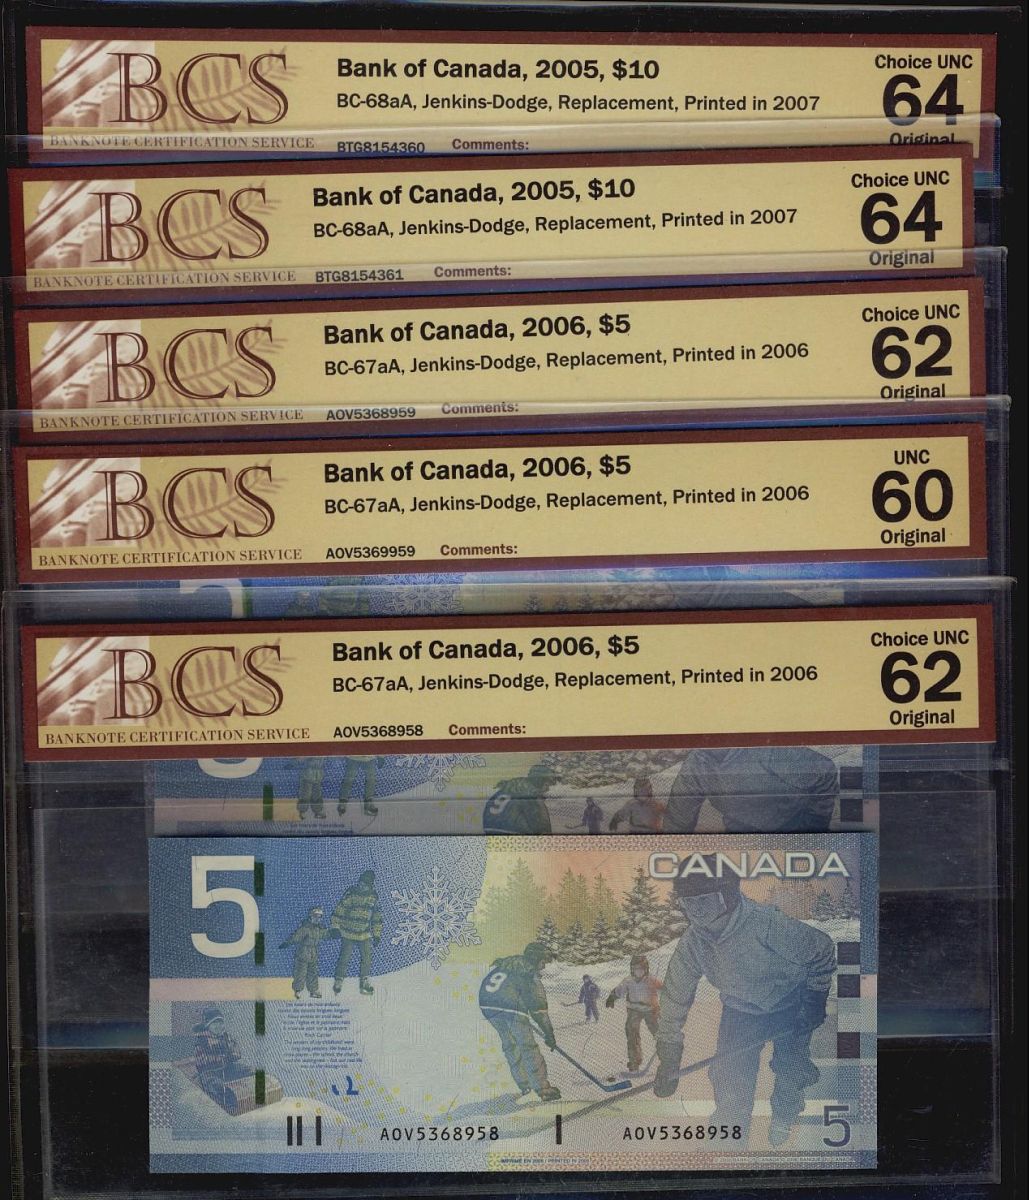 BCS
BANKNOTE CERTIFICATION SERVICE
Bank of Canada, 2005, $10
BC-68aA, Jenkins-Dodge, Replacement, Printed in 2007
BTG8154360 Comments:
Choice UNC
64
Original
BCS
BANKNOTE CERTIFICATION SERVICE
Bank of Canada, 2005, $10
BC-68aA, Jenkins-Dodge, Replacement, Printed in 2007
BTG8154361 Comments:
Choice UNC
64
Original
BCS
BANKNOTE CERTIFICATION SERVICE
Bank of Canada, 2006, $5
BC-67aA, Jenkins-Dodge, Replacement, Printed in 2006
AOV5368959 Comments:
Choice UNC
62
Original
BCS
BANKNOTE CERTIFICATION SERVICE
Bank of Canada, 2006, $5
BC-67aA, Jenkins-Dodge, Replacement, Printed in 2006
AOV5369959 Comments:
UNC
60
Original
BCS
BANKNOTE CERTIFICATION SERVICE
Bank of Canada, 2006, $5
BC-67aA, Jenkins-Dodge, Replacement, Printed in 2006
AOV5368958 Comments:
Choice UNC
62
Original
9
5
CANADA
9
AOV5368958 AOV5368958 5